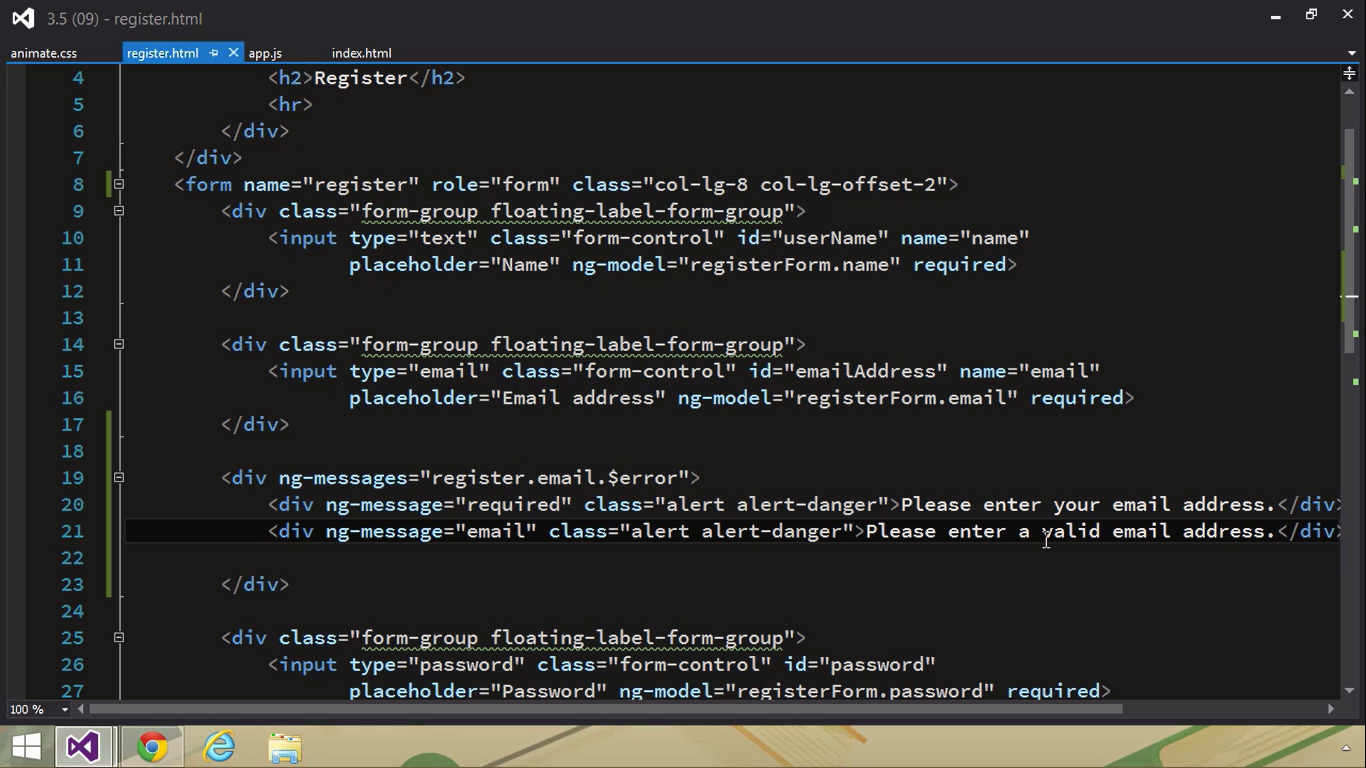 3.5 (09) - register.html
animate.css register.html app.js index.html
4 <h2>Register</h2>
5 <hr>
6 </div>
7 </div>
8 <form name="register" role="form" class="col-lg-8 col-lg-offset-2">
9 <div class="form-group floating-label-form-group">
10 <input type="text" class="form-control" id="userName" name="name"
11 placeholder="Name" ng-model="registerForm.name" required>
12 </div>
13
14 <div class="form-group floating-label-form-group">
15 <input type="email" class="form-control" id="emailAddress" name="email"
16 placeholder="Email address" ng-model="registerForm.email" required>
17 </div>
18
19 <div ng-messages="register.email.$error">
20 <div ng-message="required" class="alert alert-danger">Please enter your email address.</div>
21 <div ng-message="email" class="alert alert-danger">Please enter a valid email address.</div>
22
23 </div>
24
25 <div class="form-group floating-label-form-group">
26 <input type="password" class="form-control" id="password"
27 placeholder="Password" ng-model="registerForm.password" required>
100 %